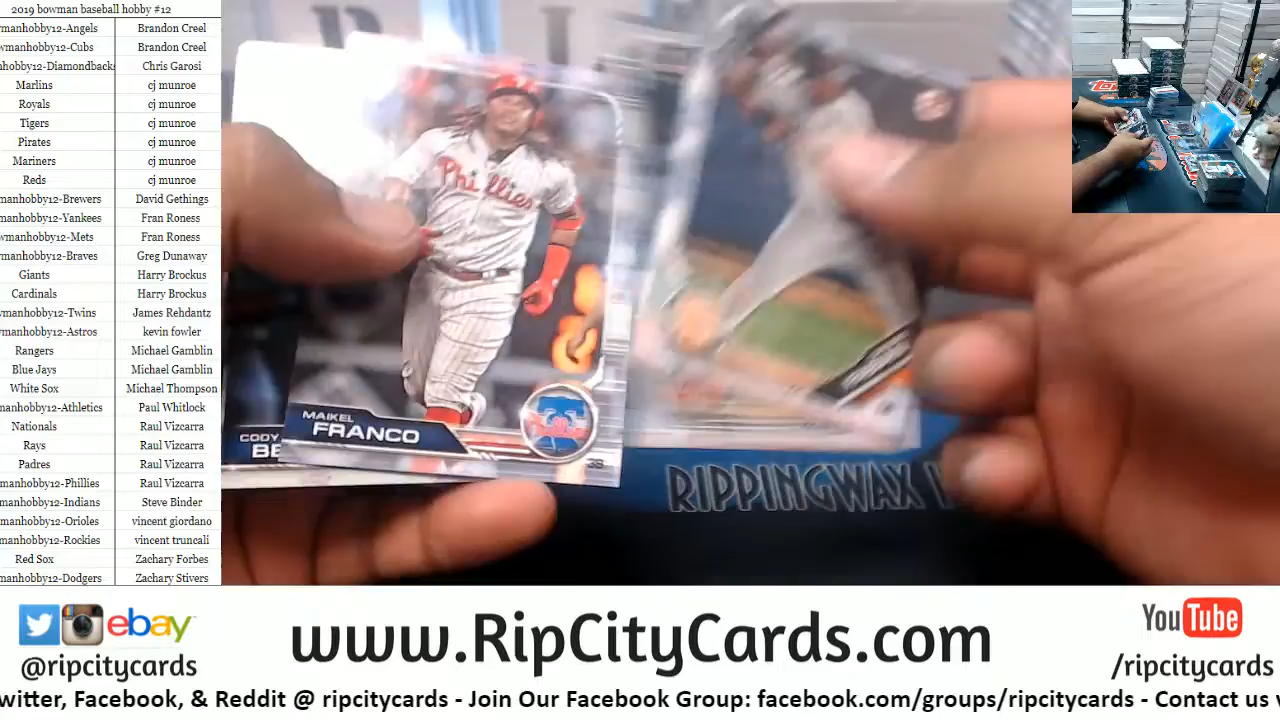 2019 bowman baseball hobby #12
manhobby12-Angels Brandon Creel
wmanhobby12-Cubs Brandon Creel
hobby12-Diamondbacks Chris Garosi
Marlins cj munroe
Royals cj munroe
Tigers cj munroe
Pirates cj munroe
Mariners cj munroe
Reds cj munroe
manhobby12-Brewers David Gethings
manhobby12-Yankees Fran Roness
wmanhobby12-Mets Fran Roness
manhobby12-Braves Greg Dunaway
Giants Harry Brockus
Cardinals Harry Brockus
manhobby12-Twins James Rehdantz
manhobby12-Astros kevin fowler
Rangers Michael Gamblin
Blue Jays Michael Gamblin
White Sox Michael Thompson
manhobby12-Athletics Paul Whitlock
Nationals Raul Vizcarra
Rays Raul Vizcarra
Padres Raul Vizcarra
manhobby12-Phillies Raul Vizcarra
manhobby12-Indians Steve Binder
manhobby12-Orioles vincent giordano
manhobby12-Rockies vincent truncali
Red Sox Zachary Forbes
manhobby12-Dodgers Zachary Stivers
Phillies
MAIKEL
FRANCO
CODY
BE
RIPPINGWAX
ebay
@ripcitycards
www.RipCityCards.com
YouTube
/ripcitycards
witter, Facebook, & Reddit @ ripcitycards - Join Our Facebook Group: facebook.com/groups/ripcitycards - Contact us